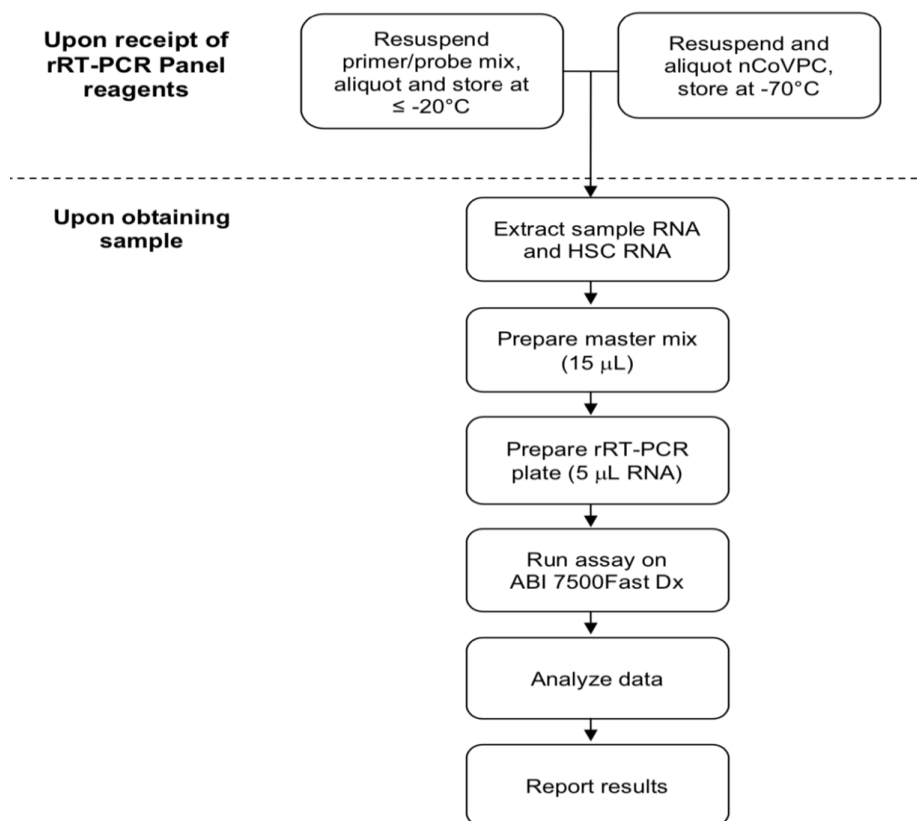 Upon receipt of
rRT-PCR Panel
reagents
Resuspend
primer/probe mix,
aliquot and store at
≤ -20°C
Resuspend and
aliquot nCoVPC,
store at -70°C
Upon obtaining
sample
Extract sample RNA
and HSC RNA
Prepare master mix
(15 μL)
Prepare rRT-PCR
plate (5 μL RNA)
Run assay on
ABI 7500Fast Dx
Analyze data
Report results